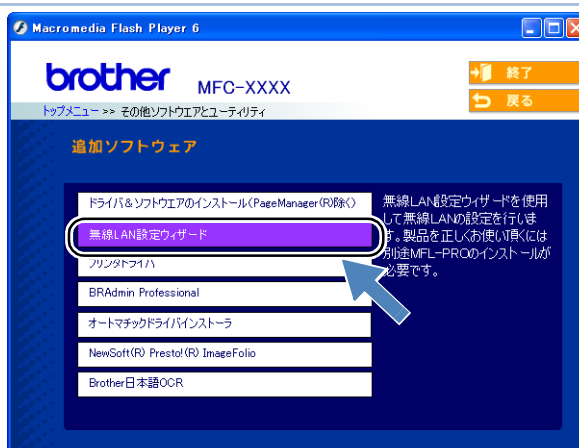 Macromedia Flash Player 6
brother MFC-XXXX
終了
戻る
トップメニュー >> その他ソフトウエアとユーティリティ
追加ソフトウェア
ドライバ&ソフトウエアのインストール(PageManager(R)除く)
無線LAN設定ウィザード
プリンタドライバ
BRAdmin Professional
オートマチックドライバインストーラ
NewSoft(R) Presto!(R) ImageFolio
Brother日本語OCR
無線LAN設定ウィザードを使用
して無線LANの設定を行いま
す。製品を正しくお使い頂くには
別途MFL-PROのインストールが
必要です。